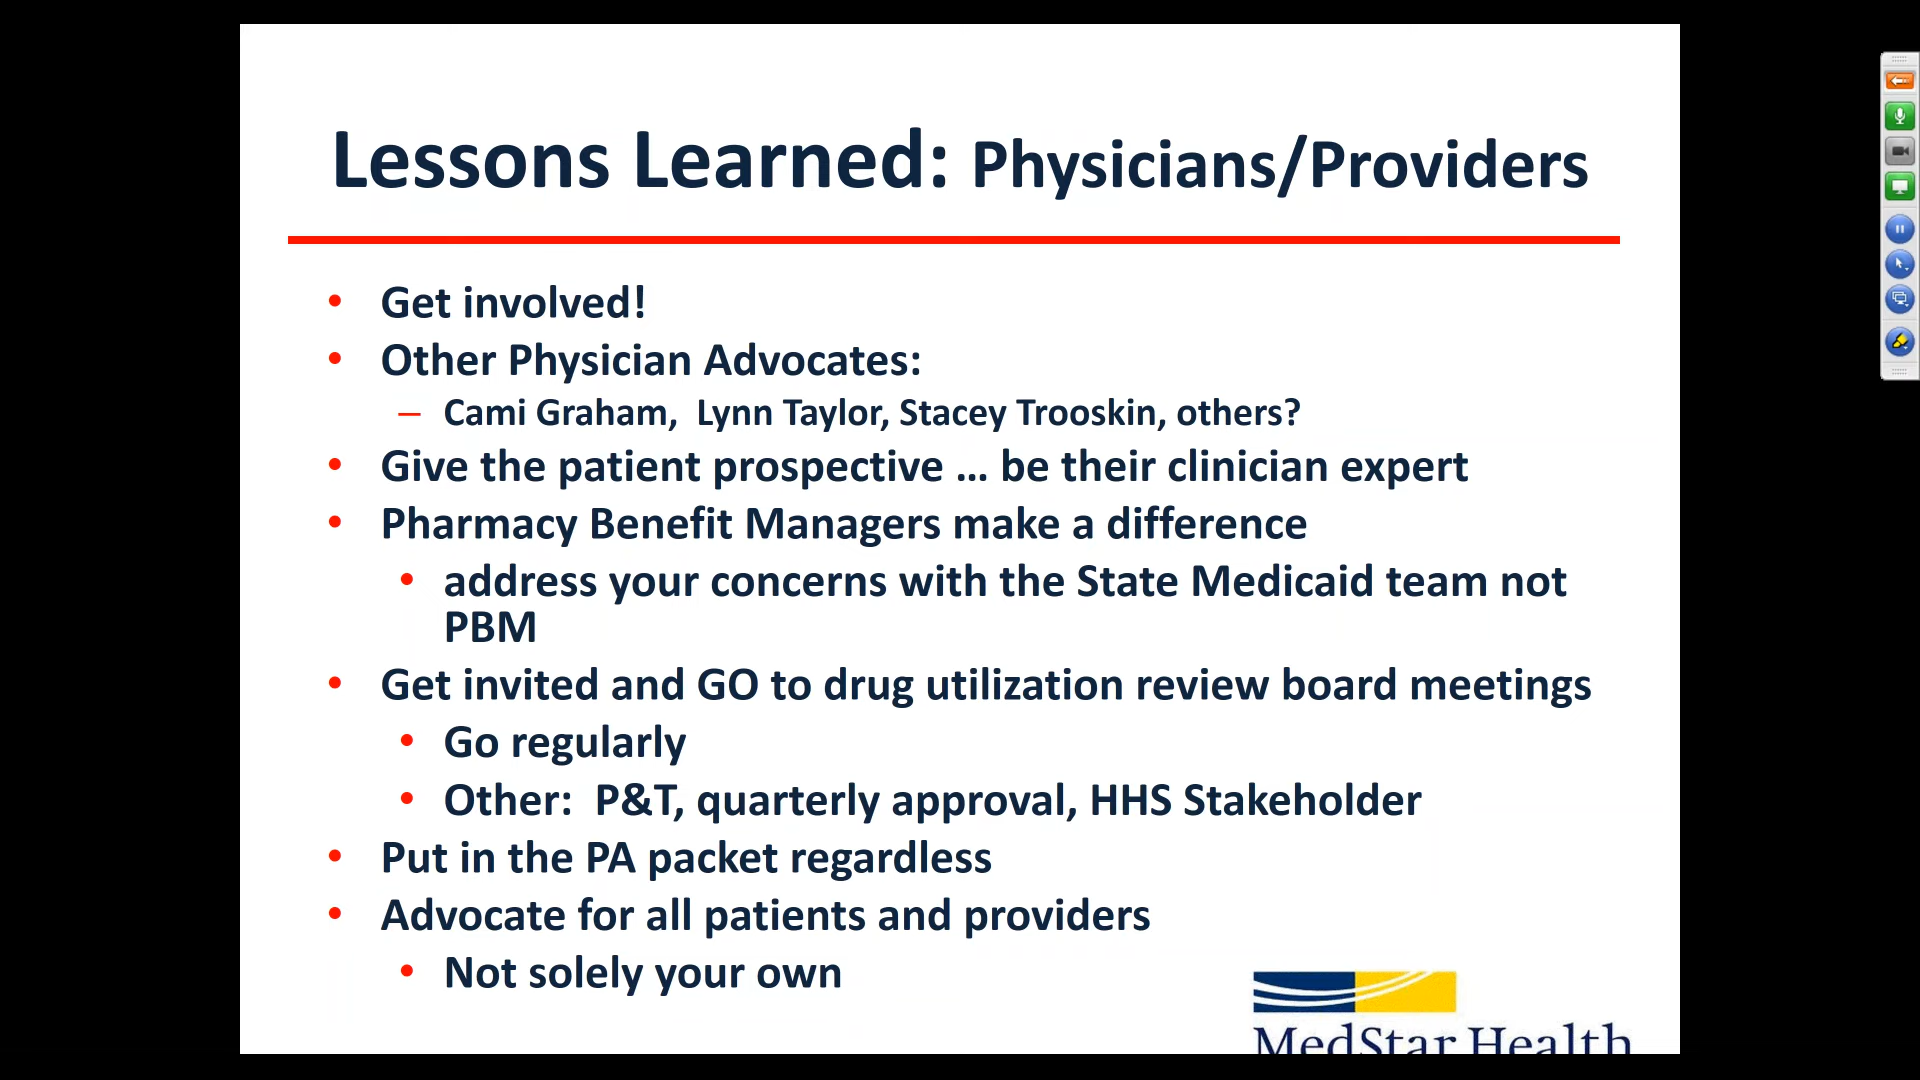 Lessons Learned: Physicians/Providers
• Get involved!
• Other Physician Advocates:
– Cami Graham, Lynn Taylor, Stacey Trooskin, others?
• Give the patient prospective ... be their clinician expert
• Pharmacy Benefit Managers make a difference
• address your concerns with the State Medicaid team not
PBM
• Get invited and GO to drug utilization review board meetings
• Go regularly
• Other: P&T, quarterly approval, HHS Stakeholder
• Put in the PA packet regardless
• Advocate for all patients and providers
• Not solely your own
MedStar Health